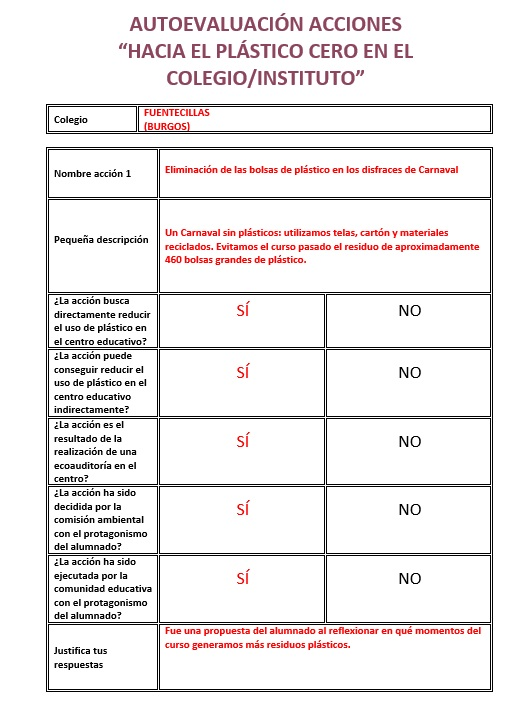 AUTOEVALUACIÓN ACCIONES
“HACIA EL PLÁSTICO CERO EN EL
COLEGIO/INSTITUTO”
Colegio
FUENTECILLAS
(BURGOS)
Nombre acción 1
Eliminación de las bolsas de plástico en los disfraces de Carnaval
Pequeña descripción
Un Carnaval sin plásticos: utilizamos telas, cartón y materiales
reciclados. Evitamos el curso pasado el residuo de aproximadamente
460 bolsas grandes de plástico.
¿La acción busca
directamente reducir
el uso de plástico en
el centro educativo?
SÍ
NO
¿La acción puede
conseguir reducir el
uso de plástico en el
centro educativo
indirectamente?
SÍ
NO
¿La acción es el
resultado de la
realización de una
ecoauditoría en el
centro?
SÍ
NO
¿La acción ha sido
decidida por la
comisión ambiental
con el protagonismo
del alumnado?
SÍ
NO
¿La acción ha sido
ejecutada por la
comunidad educativa
con el protagonismo
del alumnado?
SÍ
NO
Justifica tus
respuestas
Fue una propuesta del alumnado al reflexionar en qué momentos del
curso generamos más residuos plásticos.